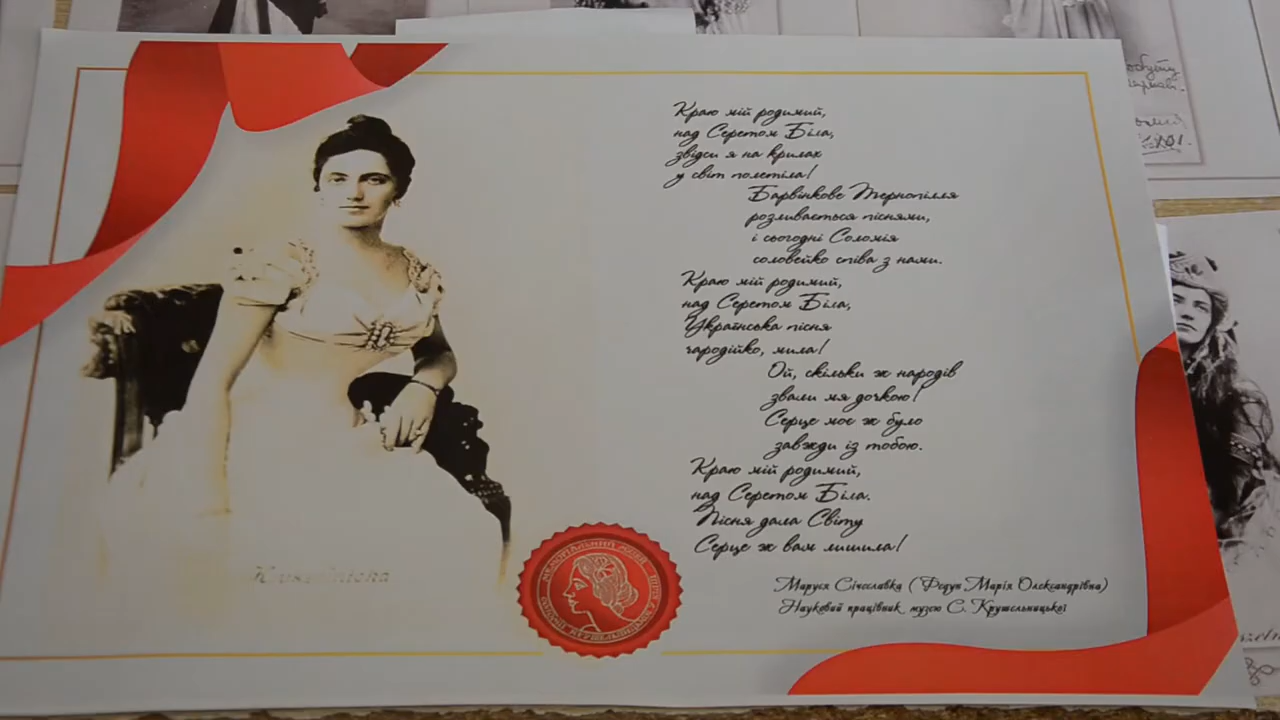 Краю мій родимий,
над Серетом Біла,
звідси я на крилах
у світ полетіла!
Барвінкове Тернопілля
розливається піснями,
і сьогодні Соломія
соловейко співа з нами.
Краю мій родимий,
над Серетом Біла,
Українська пісня
чародійко, мила!
Ой, скільки ж народів
звали мя дочкою!
Серце моє ж було
завжди із тобою.
Краю мій родимий,
над Серетом Біла.
Пісня дала Світу
Серце ж вам лишила!
Маруся Січеславка (Федун Марія Олександрівна)
Науковий працівник музею С. Крушельницької